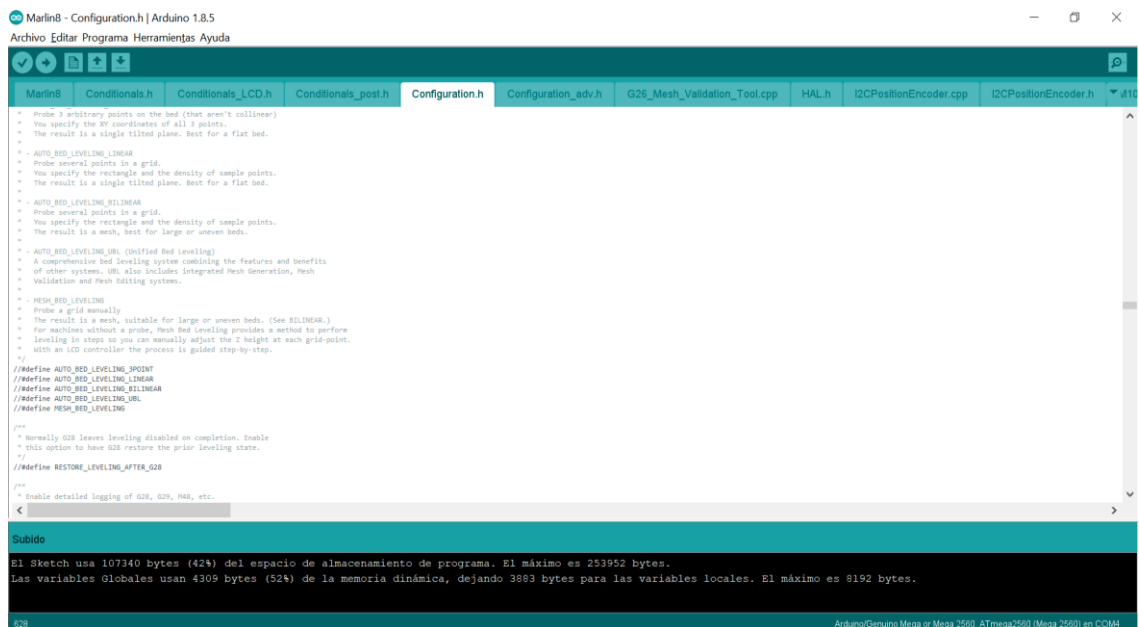 Marlin8 - Configuration.h | Arduino 1.8.5
Archivo Editar Programa Herramientas Ayuda
Marlin8 Conditionals.h Conditionals_LCD.h Conditionals_post.h Configuration.h Configuration_adv.h G26_Mesh_Validation_Tool.cpp HAL.h I2CPositionEncoder.cpp I2CPositionEncoder.h
* Probe 3 arbitrary points on the bed (that aren't collinear)
* You specify the XY coordinates of all 3 points.
* The result is a single tilted plane. Best for a flat bed.
*
* - AUTO_BED_LEVELING_LINEAR
* Probe several points in a grid.
* You specify the rectangle and the density of sample points.
* The result is a single tilted plane. Best for a flat bed.
*
* - AUTO_BED_LEVELING_BILINEAR
* Probe several points in a grid.
* You specify the rectangle and the density of sample points.
* The result is a mesh, best for large or uneven beds.
*
* - AUTO_BED_LEVELING_UBL (Unified Bed Leveling)
* A comprehensive bed leveling system combining the features and benefits
* of other systems. UBL also includes integrated Mesh Generation, Mesh
* Validation and Mesh Editing systems.
*
* - MESH_BED_LEVELING
* Probe a grid manually
* The result is a mesh, suitable for large or uneven beds. (See BILINEAR.)
* For machines without a probe, Mesh Bed Leveling provides a method to perform
* leveling in steps so you can manually adjust the Z height at each grid-point.
* With an LCD controller the process is guided step-by-step.
*/
//#define AUTO_BED_LEVELING_3POINT
//#define AUTO_BED_LEVELING_LINEAR
//#define AUTO_BED_LEVELING_BILINEAR
//#define AUTO_BED_LEVELING_UBL
//#define MESH_BED_LEVELING
/**
* Normally G28 leaves leveling disabled on completion. Enable
* this option to have G28 restore the prior leveling state.
*/
//#define RESTORE_LEVELING_AFTER_G28
/**
* Enable detailed logging of G28, G29, M48, etc.
Subido
El Sketch usa 107340 bytes (42%) del espacio de almacenamiento de programa. El máximo es 253952 bytes.
Las variables Globales usan 4309 bytes (52%) de la memoria dinámica, dejando 3883 bytes para las variables locales. El máximo es 8192 bytes.
628 Arduino/Genuino Mega or Mega 2560, ATmega2560 (Mega 2560) en COM4